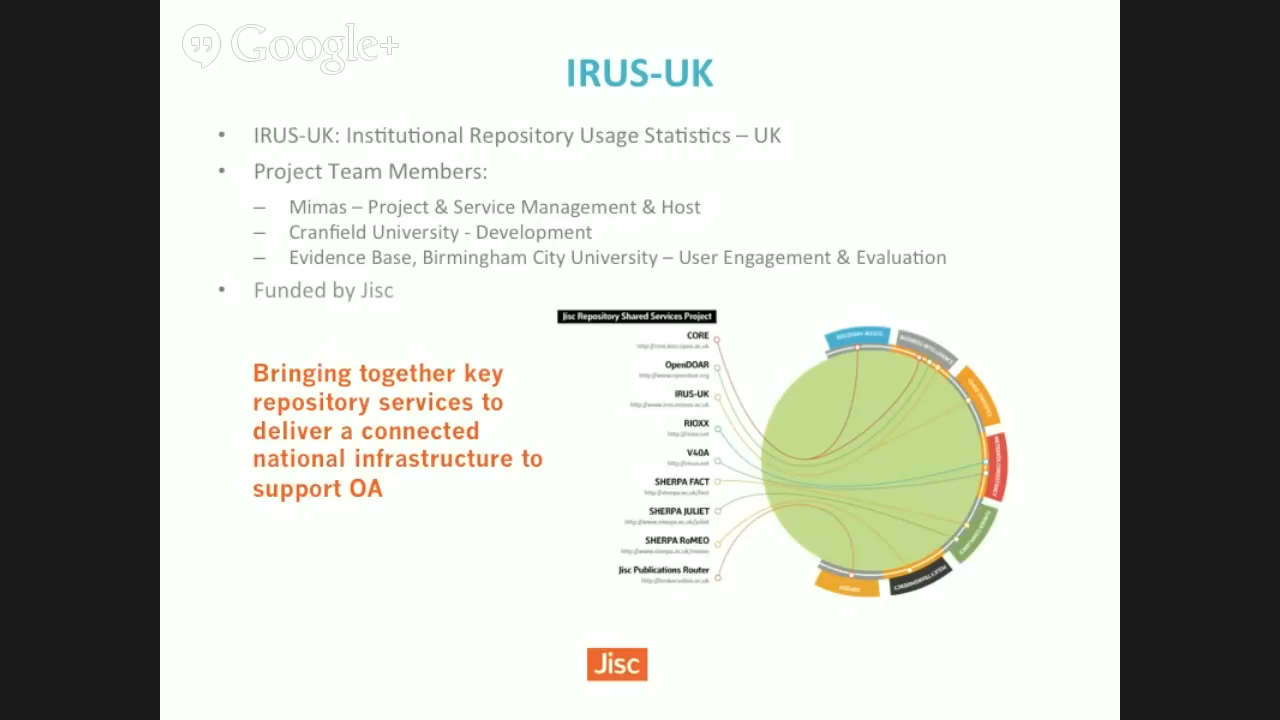 Google+
IRUS-UK
• IRUS-UK: Institutional Repository Usage Statistics – UK
• Project Team Members:
– Mimas – Project & Service Management & Host
– Cranfield University - Development
– Evidence Base, Birmingham City University – User Engagement & Evaluation
• Funded by Jisc
Bringing together key
repository services to
deliver a connected
national infrastructure to
support OA
Jisc Repository Shared Services Project
CORE
OpenDOAR
IRUS-UK
RIOXX
V4OA
SHERPA FACT
SHERPA JULIET
SHERPA RoMEO
Jisc Publications Router
Jisc